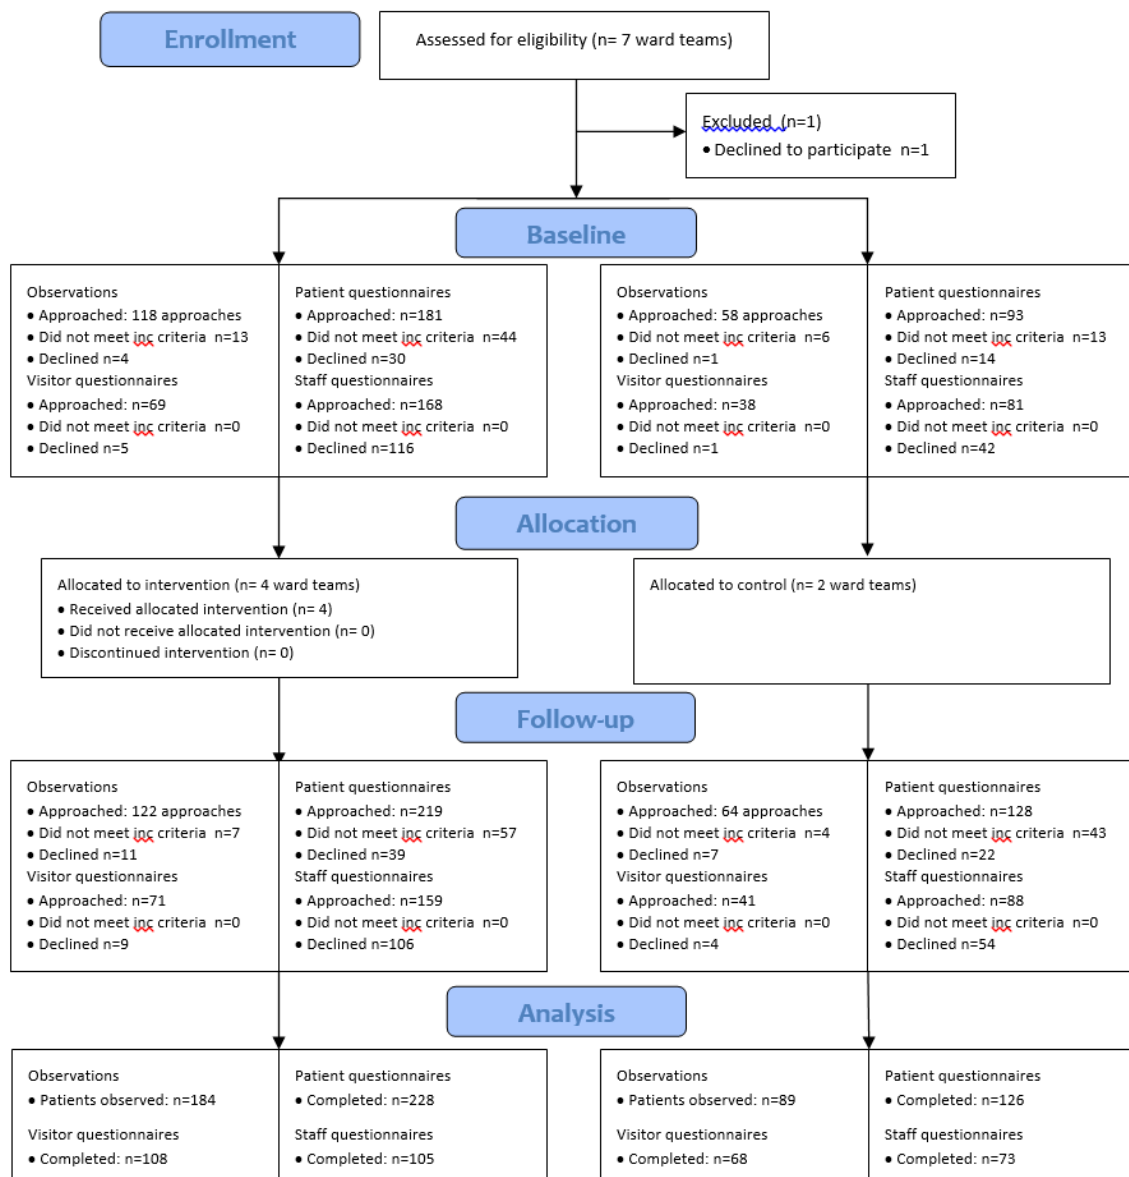 Enrollment
Assessed for eligibility (n= 7 ward teams)
Excluded (n=1)
• Declined to participate n=1
Baseline
Observations
• Approached: 118 approaches
• Did not meet inc criteria n=13
• Declined n=4
Visitor questionnaires
• Approached: n=69
• Did not meet inc criteria n=0
• Declined n=5
Patient questionnaires
• Approached: n=181
• Did not meet inc criteria n=44
• Declined n=30
Staff questionnaires
• Approached: n=168
• Did not meet inc criteria n=0
• Declined n=116
Observations
• Approached: 58 approaches
• Did not meet inc criteria n=6
• Declined n=1
Visitor questionnaires
• Approached: n=38
• Did not meet inc criteria n=0
• Declined n=1
Patient questionnaires
• Approached: n=93
• Did not meet inc criteria n=13
• Declined n=14
Staff questionnaires
• Approached: n=81
• Did not meet inc criteria n=0
• Declined n=42
Allocation
Allocated to intervention (n= 4 ward teams)
• Received allocated intervention (n= 4)
• Did not receive allocated intervention (n= 0)
• Discontinued intervention (n= 0)
Allocated to control (n= 2 ward teams)
Follow-up
Observations
• Approached: 122 approaches
• Did not meet inc criteria n=7
• Declined n=11
Visitor questionnaires
• Approached: n=71
• Did not meet inc criteria n=0
• Declined n=9
Patient questionnaires
• Approached: n=219
• Did not meet inc criteria n=57
• Declined n=39
Staff questionnaires
• Approached: n=159
• Did not meet inc criteria n=0
• Declined n=106
Observations
• Approached: 64 approaches
• Did not meet inc criteria n=4
• Declined n=7
Visitor questionnaires
• Approached: n=41
• Did not meet inc criteria n=0
• Declined n=4
Patient questionnaires
• Approached: n=128
• Did not meet inc criteria n=43
• Declined n=22
Staff questionnaires
• Approached: n=88
• Did not meet inc criteria n=0
• Declined n=54
Analysis
Observations
• Patients observed: n=184
Visitor questionnaires
• Completed: n=108
Patient questionnaires
• Completed: n=228
Staff questionnaires
• Completed: n=105
Observations
• Patients observed: n=89
Visitor questionnaires
• Completed: n=68
Patient questionnaires
• Completed: n=126
Staff questionnaires
• Completed: n=73